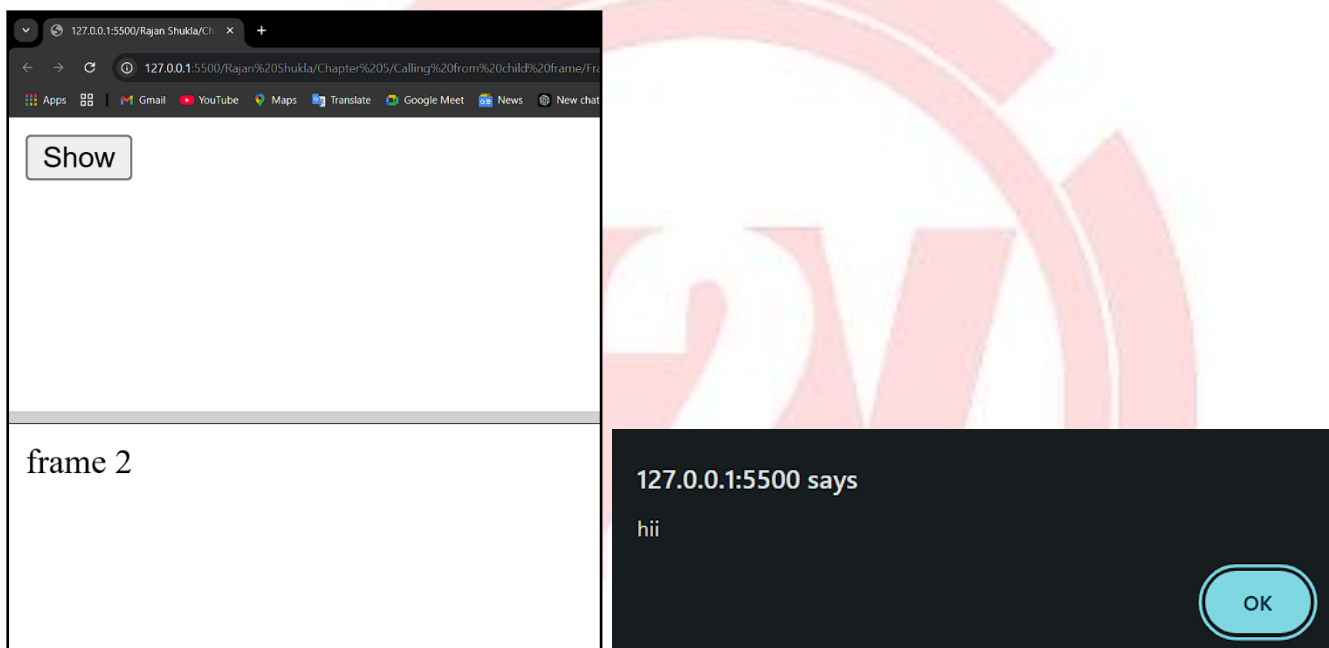 127.0.0.1:5500/Rajan Shukla/Ch
127.0.0.1:5500/Rajan%20Shukla/Chapter%205/Calling%20from%20child%20frame/Fra
Apps Gmail YouTube Maps Translate Google Meet News New chat
Show
frame 2
127.0.0.1:5500 says
hii
OK